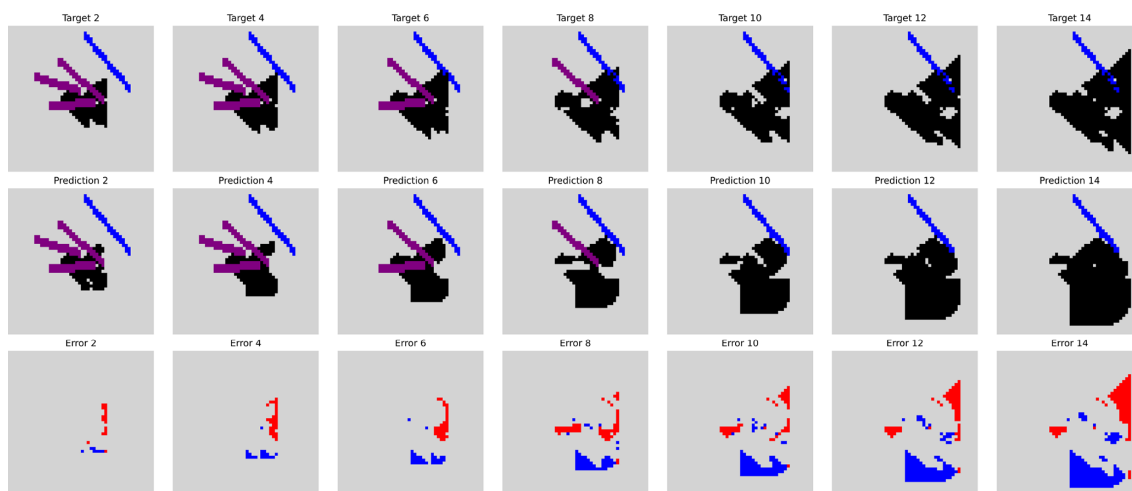 Target 2 Target 4 Target 6 Target 8 Target 10 Target 12 Target 14
Prediction 2 Prediction 4 Prediction 6 Prediction 8 Prediction 10 Prediction 12 Prediction 14
Error 2 Error 4 Error 6 Error 8 Error 10 Error 12 Error 14